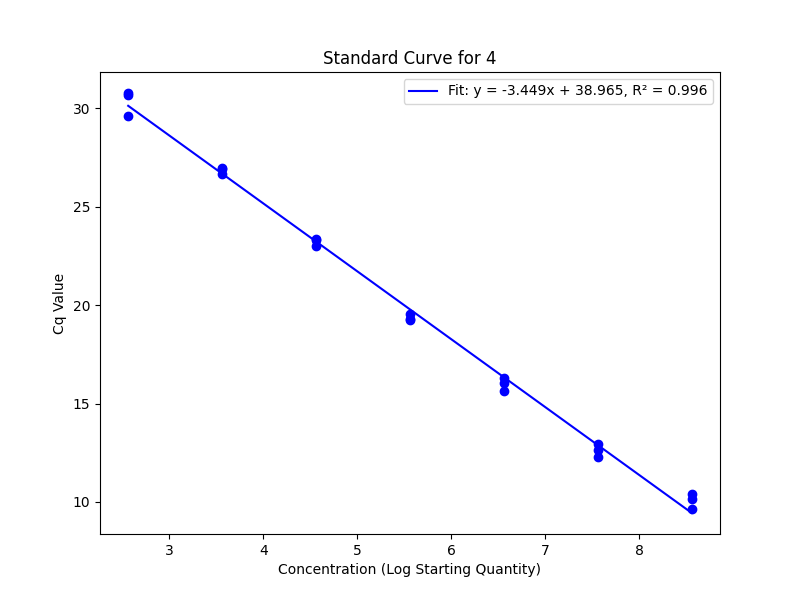 Standard Curve for 4
Fit: y = -3.449x + 38.965, R² = 0.996
30
25
20
15
10
Cq Value
3 4 5 6 7 8
Concentration (Log Starting Quantity)